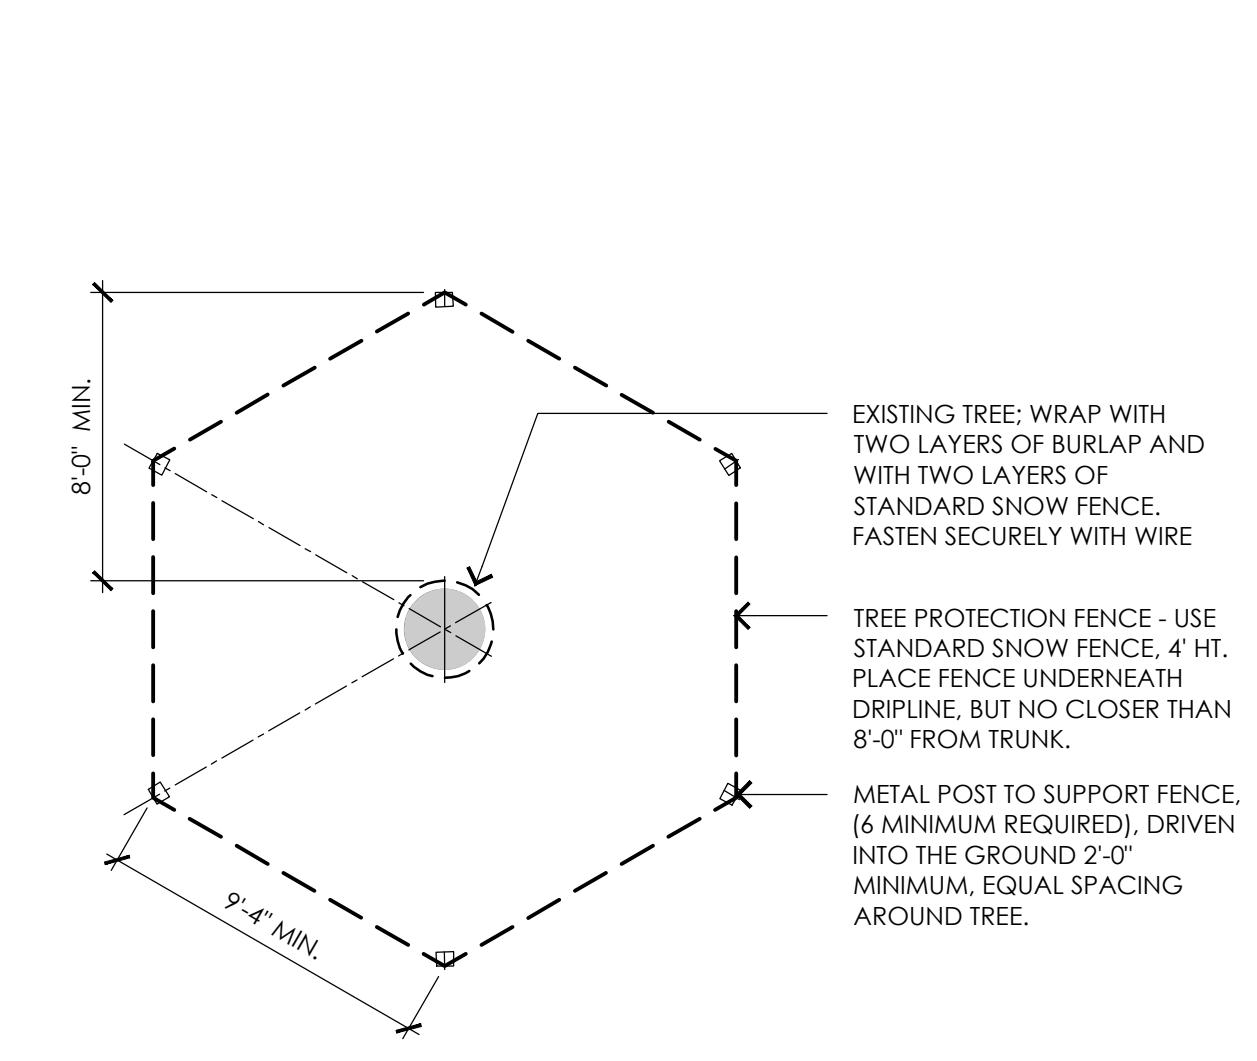 8'-0" MIN.
EXISTING TREE; WRAP WITH
TWO LAYERS OF BURLAP AND
WITH TWO LAYERS OF
STANDARD SNOW FENCE.
FASTEN SECURELY WITH WIRE
TREE PROTECTION FENCE - USE
STANDARD SNOW FENCE, 4' HT.
PLACE FENCE UNDERNEATH
DRIPLINE, BUT NO CLOSER THAN
8'-0" FROM TRUNK.
METAL POST TO SUPPORT FENCE,
(6 MINIMUM REQUIRED), DRIVEN
INTO THE GROUND 2'-0"
MINIMUM, EQUAL SPACING
AROUND TREE.
9'-4" MIN.